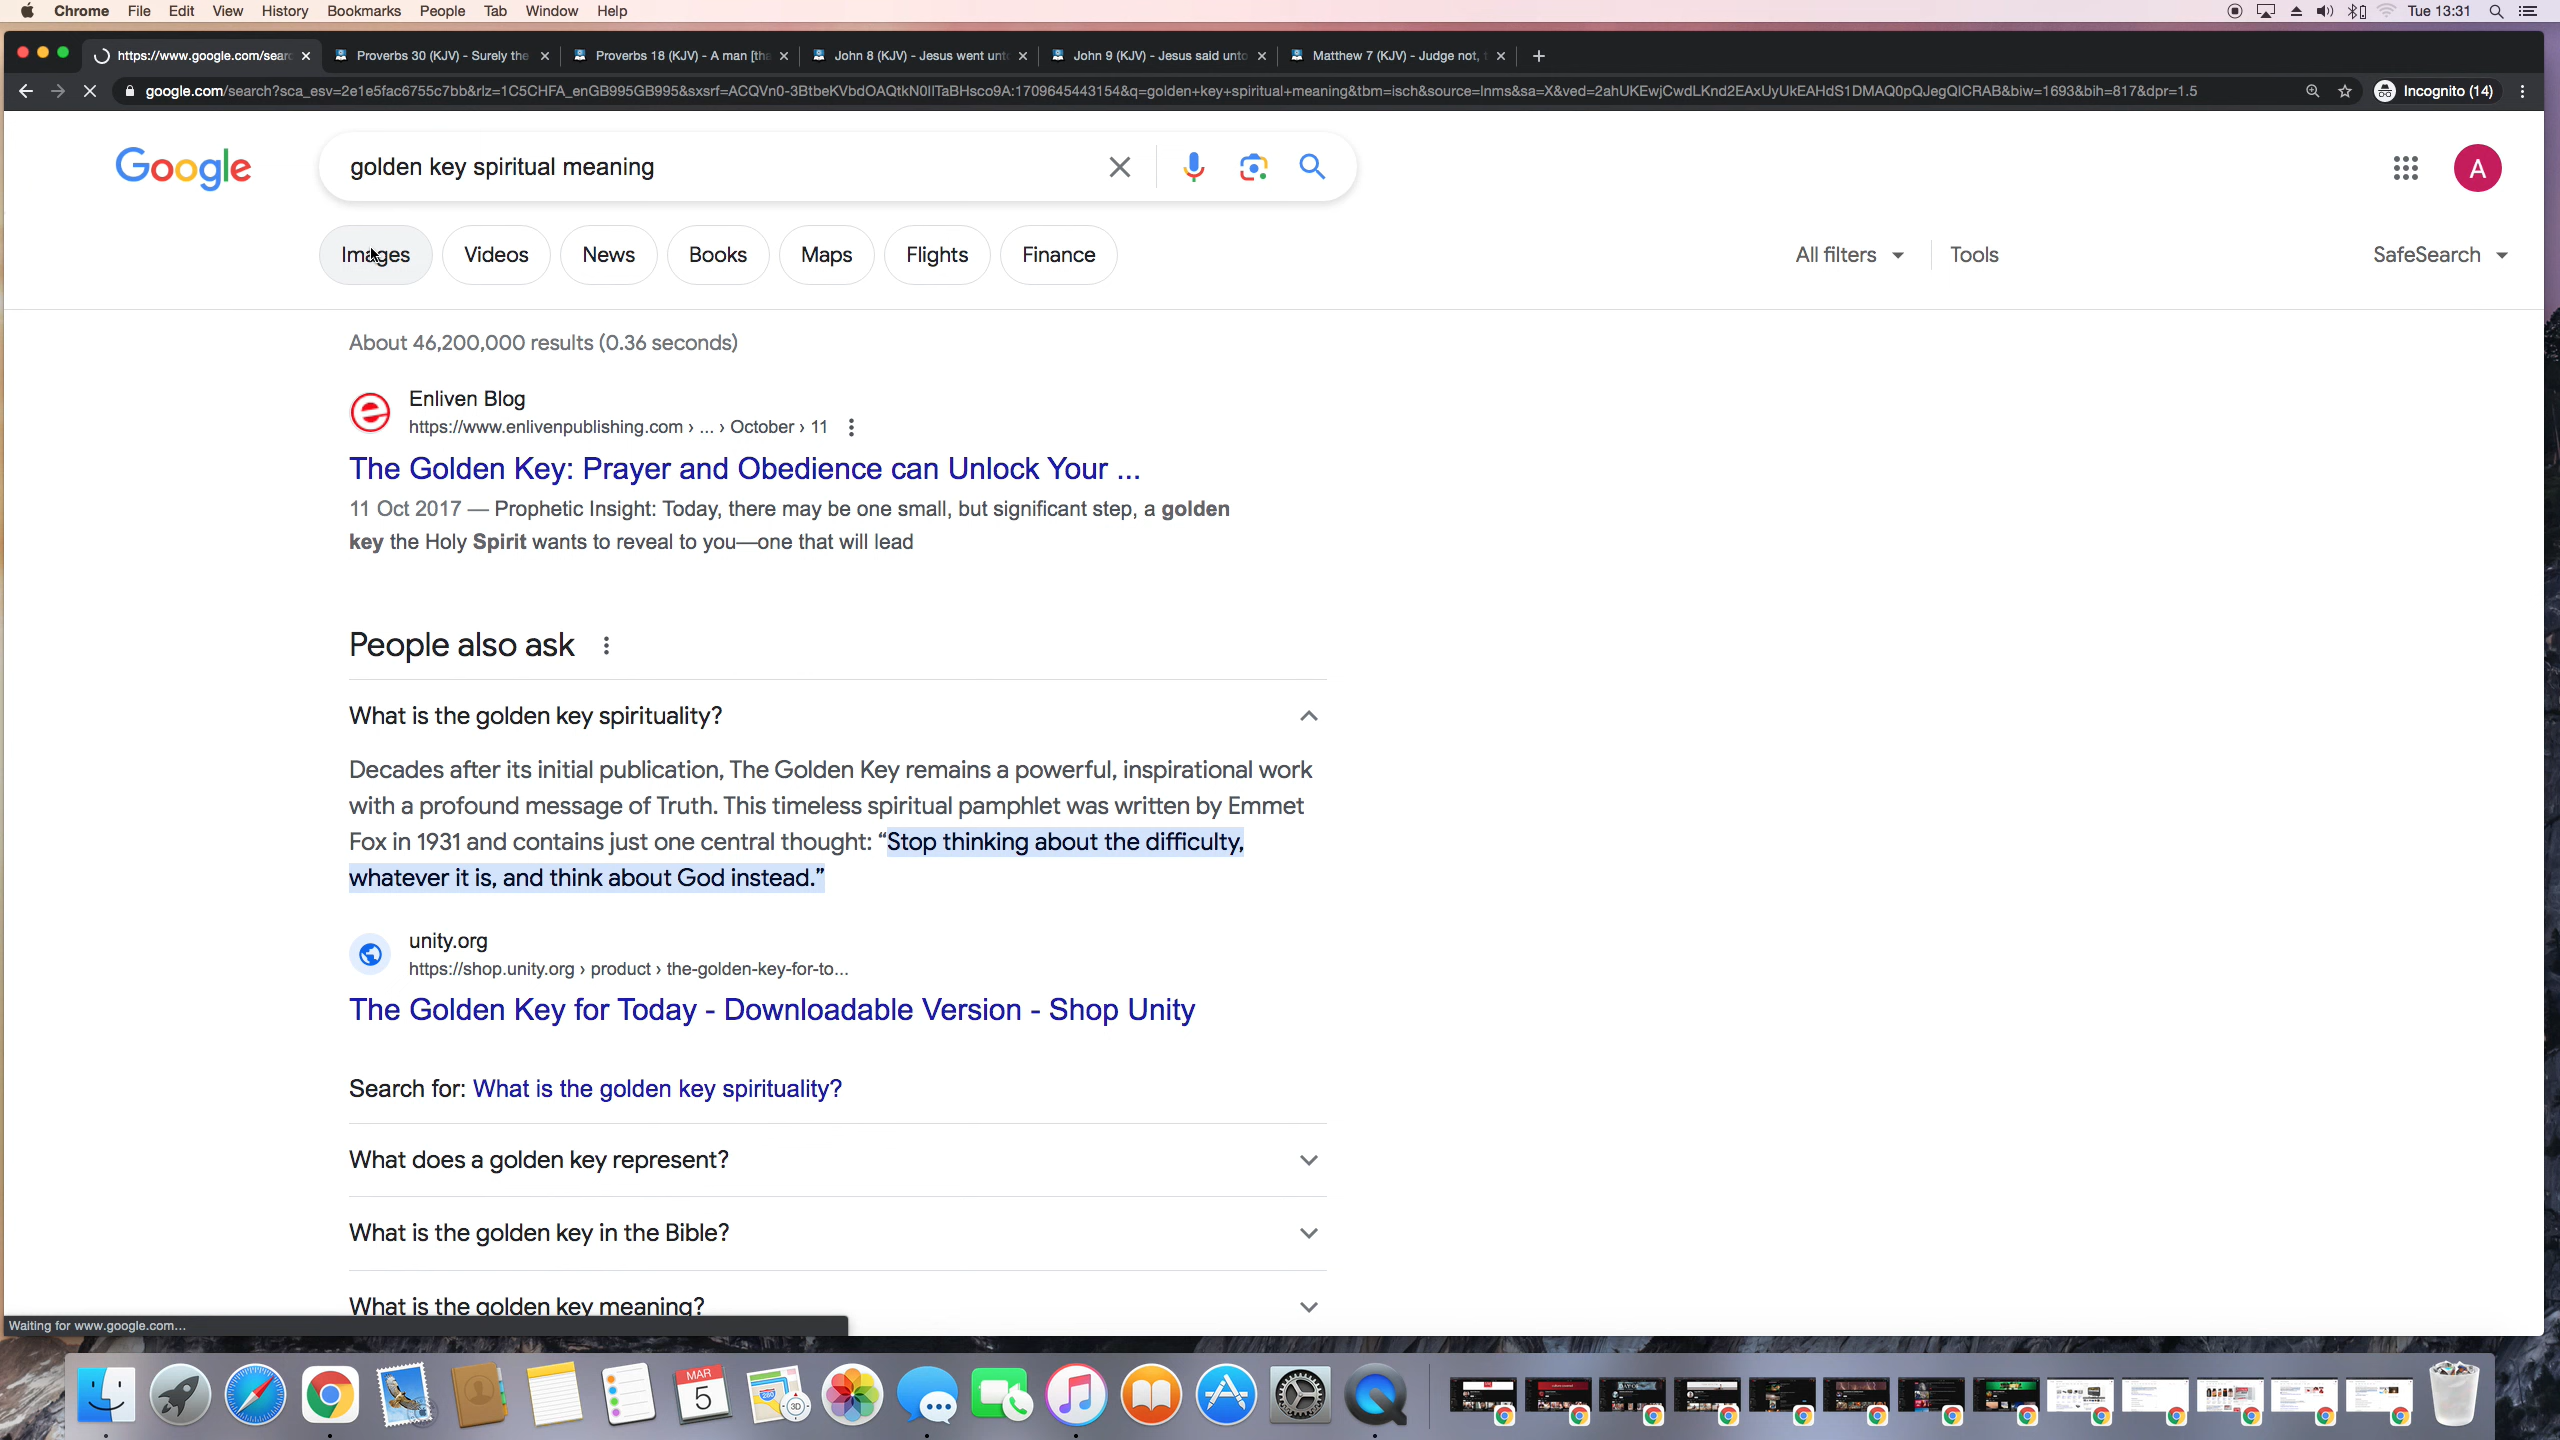 Chrome File Edit View History Bookmarks People Tab Window Help Tue 13:31
https://www.google.com/sear Proverbs 30 (KJV) - Surely the Proverbs 18 (KJV) - A man [tha John 8 (KJV) - Jesus went unto John 9 (KJV) - Jesus said unto Matthew 7 (KJV) - Judge not,
google.com/search?sca_esv=2e1e5fac6755c7bb&rlz=1C5CHFA_enGB995GB995&sxsrf=ACQVn0-3BtbeKVbdOAQtkN0IITaBHsco9A:1709645443154&q=golden+key+spiritual+meaning&tbm=isch&source=lnms&sa=X&ved=2ahUKEwjCwdLKnd2EAxUyUkEAHdS1DMAQ0pQJegQICRAB&biw=1693&bih=817&dpr=1.5 Incognito (14)
Google golden key spiritual meaning A
Images Videos News Books Maps Flights Finance All filters Tools SafeSearch
About 46,200,000 results (0.36 seconds)
Enliven Blog
https://www.enlivenpublishing.com › ... › October › 11
The Golden Key: Prayer and Obedience can Unlock Your ...
11 Oct 2017 — Prophetic Insight: Today, there may be one small, but significant step, a golden
key the Holy Spirit wants to reveal to you—one that will lead
People also ask
What is the golden key spirituality?
Decades after its initial publication, The Golden Key remains a powerful, inspirational work
with a profound message of Truth. This timeless spiritual pamphlet was written by Emmet
Fox in 1931 and contains just one central thought: “Stop thinking about the difficulty,
whatever it is, and think about God instead.”
unity.org
https://shop.unity.org › product › the-golden-key-for-to...
The Golden Key for Today - Downloadable Version - Shop Unity
Search for: What is the golden key spirituality?
What does a golden key represent?
What is the golden key in the Bible?
What is the golden key meaning?
Waiting for www.google.com...
MAR
5
3D